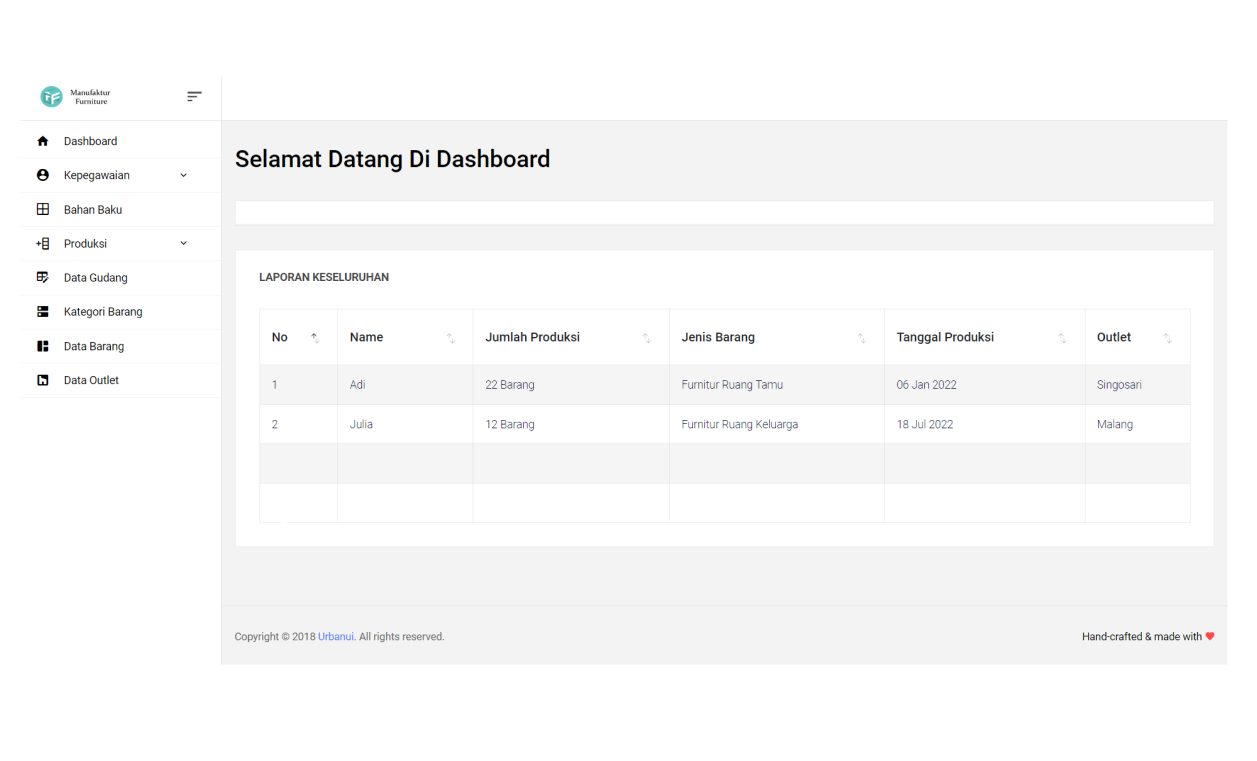 Manufaktur
Furniture
Dashboard
Kepegawaian
Bahan Baku
Produksi
Data Gudang
Kategori Barang
Data Barang
Data Outlet
Selamat Datang Di Dashboard
LAPORAN KESELURUHAN
No Name Jumlah Produksi Jenis Barang Tanggal Produksi Outlet
1 Adi 22 Barang Furnitur Ruang Tamu 06 Jan 2022 Singosari
2 Julia 12 Barang Furnitur Ruang Keluarga 18 Jul 2022 Malang
Copyright © 2018 Urbanui. All rights reserved. Hand-crafted & made with